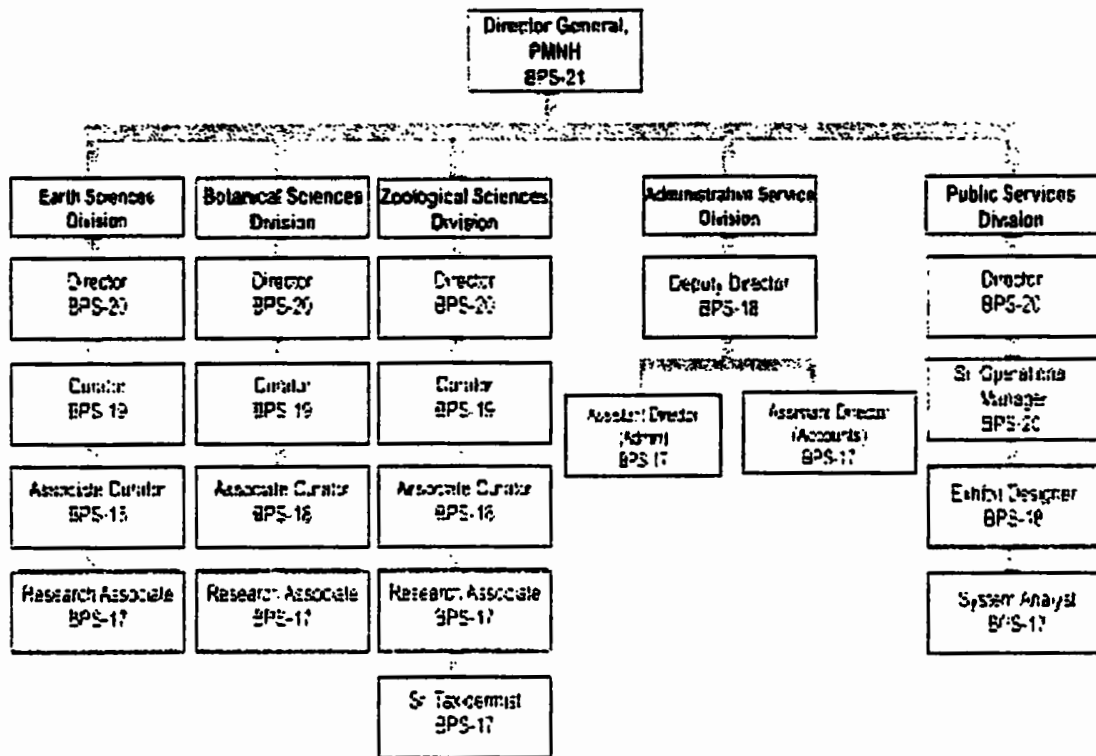 Director General,
PMNH
BPS-21
Earth Sciences
Division
Director
BPS-20
Curator
BPS-19
Associate Curator
Research Associate
BPS-17
Botanical Sciences
Division
Director
BPS-20
Curator
BPS-19
Associate Curator
BPS-18
Research Associate
BPS-17
Zoological Sciences
Division
Director
BPS-20
Curator
BPS-19
Associate Curator
BPS-18
Research Associate
BPS-17
Sr. Taxidermist
BPS-17
Administrative Service
Division
Deputy Director
BPS-18
Assistant Director
(Admin)
BPS-17
Assistant Director
(Accounts)
BPS-17
Public Services
Division
Director
BPS-20
Sr. Operations
Manager
Exhibit Designer
BPS-18
System Analyst
BPS-17